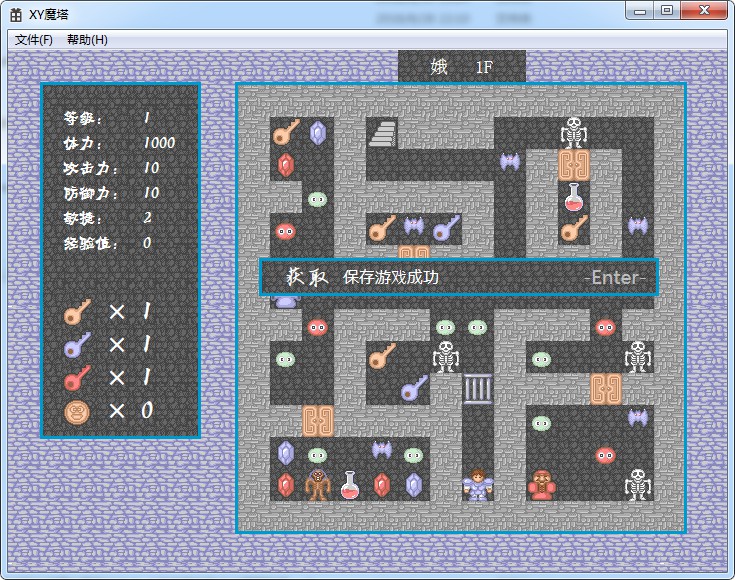 XY魔塔
文件(F) 帮助(H)
娥 1F
等级: 1
体力: 1000
攻击力: 10
防御力: 10
敏捷: 2
经验值: 0
× 1
× 1
× 1
× 0
获取 保存游戏成功 -Enter-